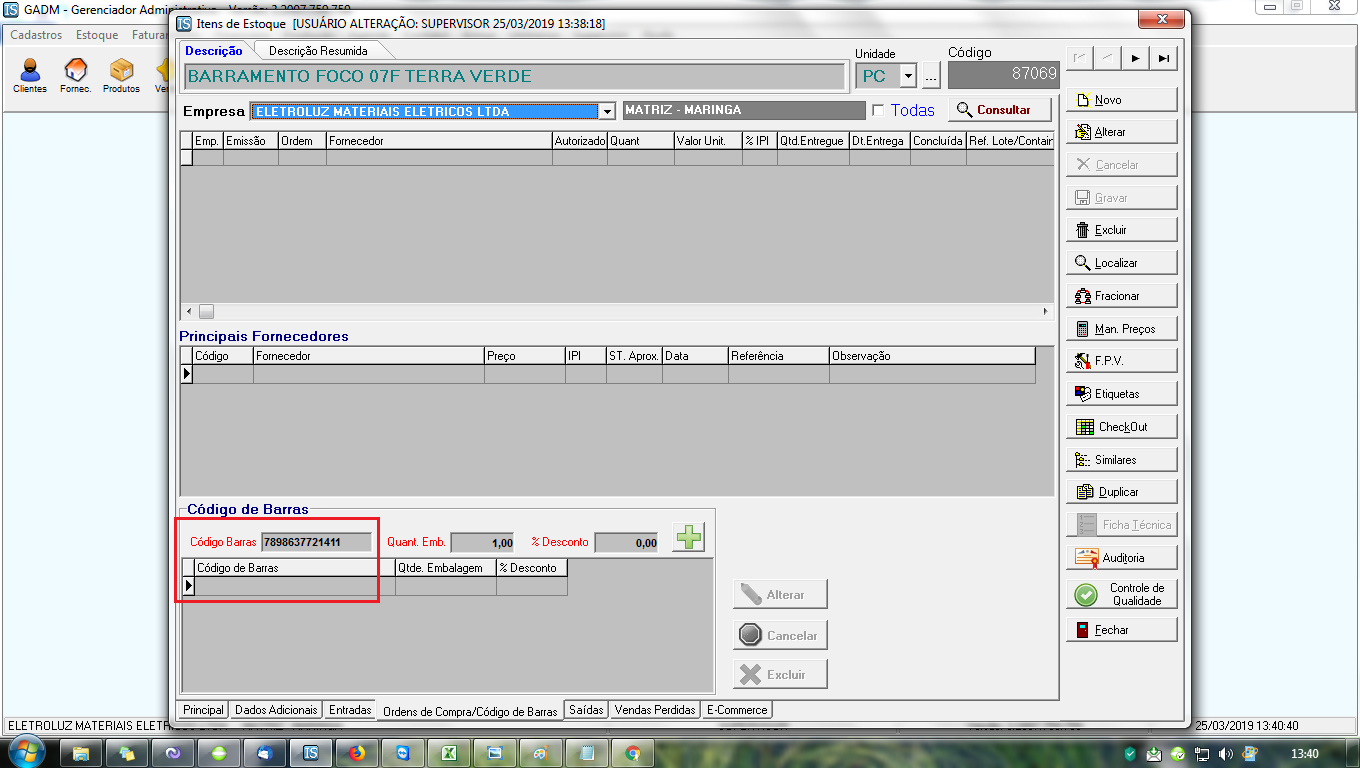 GADM - Gerenciador Administrativo - Versão: 3.2007.750.750
Itens de Estoque [USUÁRIO ALTERAÇÃO: SUPERVISOR 25/03/2019 13:38:18]
Cadastros Estoque
Clientes Fornec. Produtos
Descrição Descrição Resumida
Unidade Código
BARRAMENTO FOCO 07F TERRA VERDE PC ... 87069
Empresa ELETROLUZ MATERIAIS ELETRICOS LTDA MATRIZ - MARINGA Todas Consultar
Emp. Emissão Ordem Fornecedor Autorizado Quant Valor Unit. % IPI Qtd.Entregue Dt.Entrega Concluída Ref. Lote/Contain
Principais Fornecedores
Código Fornecedor Preço IPI ST. Aprox. Data Referência Observação
Código de Barras
Código Barras 7898637721411 Quant. Emb. 1,00 % Desconto 0,00
Código de Barras Qtde. Embalagem % Desconto
Alterar
Cancelar
Excluir
Novo
Alterar
Cancelar
Gravar
Excluir
Localizar
Fracionar
Man. Preços
F.P.V.
Etiquetas
CheckOut
Similares
Duplicar
Ficha Técnica
Auditoria
Controle de
Qualidade
Fechar
Principal Dados Adicionais Entradas Ordens de Compra/Código de Barras Saídas Vendas Perdidas E-Commerce
ELETROLUZ MATERIAIS 25/03/2019 13:40:40
13:40